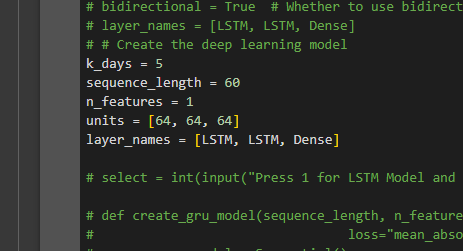 # bidirectional = True  # Whether to use bidirect
# layer_names = [LSTM, LSTM, Dense]
# # Create the deep learning model
k_days = 5
sequence_length = 60
n_features = 1
units = [64, 64, 64]
layer_names = [LSTM, LSTM, Dense]
# select = int(input("Press 1 for LSTM Model and
# def create_gru_model(sequence_length, n_feature
#                           loss="mean_abso